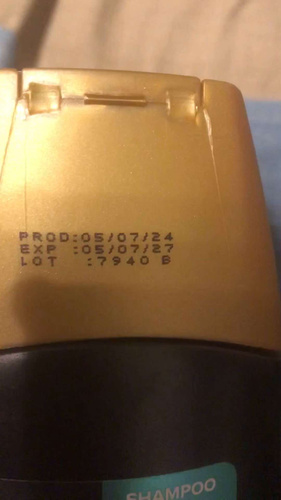 PROD:05/07/24
EXP :05/07/27
LOT :7940 B
SHAMPOO